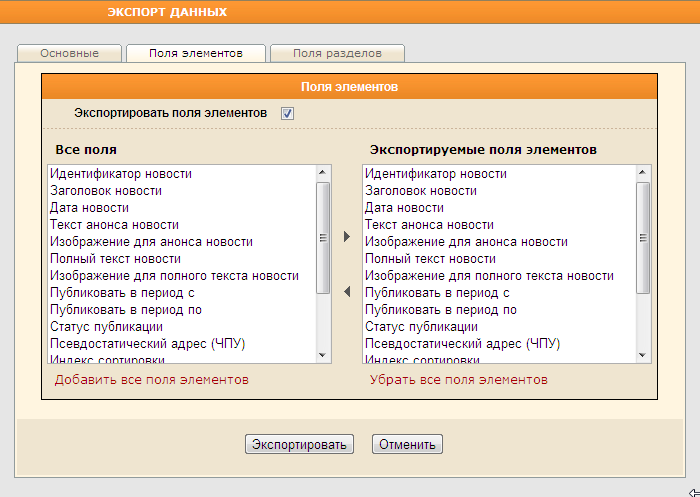 ЭКСПОРТ ДАННЫХ
Основные
Поля элементов
Поля разделов
Поля элементов
Экспортировать поля элементов
Все поля
Экспортируемые поля элементов
Идентификатор новости
Заголовок новости
Дата новости
Текст анонса новости
Изображение для анонса новости
Полный текст новости
Изображение для полного текста новости
Публиковать в период с
Публиковать в период по
Статус публикации
Псевдостатический адрес (ЧПУ)
Индекс сортировки
Идентификатор новости
Заголовок новости
Дата новости
Текст анонса новости
Изображение для анонса новости
Полный текст новости
Изображение для полного текста новости
Публиковать в период с
Публиковать в период по
Статус публикации
Псевдостатический адрес (ЧПУ)
Индекс сортировки
Добавить все поля элементов
Убрать все поля элементов
Экспортировать
Отменить